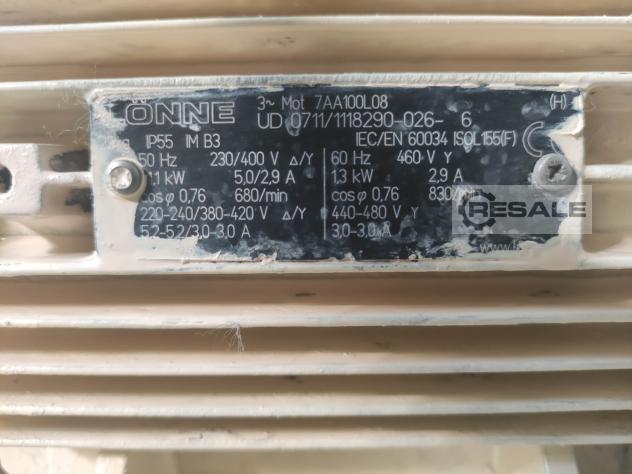 ÖNNE
3~ Mot 7AA100L08 (H)
UD 0711/1118290-026- 6
IP55 IM B3 IEC/EN 60034 ISOL155(F)
50 Hz 230/400 V Δ/Y 60 Hz 460 V Y
1,1 kW 5,0/2,9 A 1,3 kW 2,9 A
cos φ 0,76 680/min cos φ 0,76 830/min
220-240/380-420 V Δ/Y 440-480 V Y
5,2-5,2/3,0-3,0 A 3,0-3,0 A
RESALE